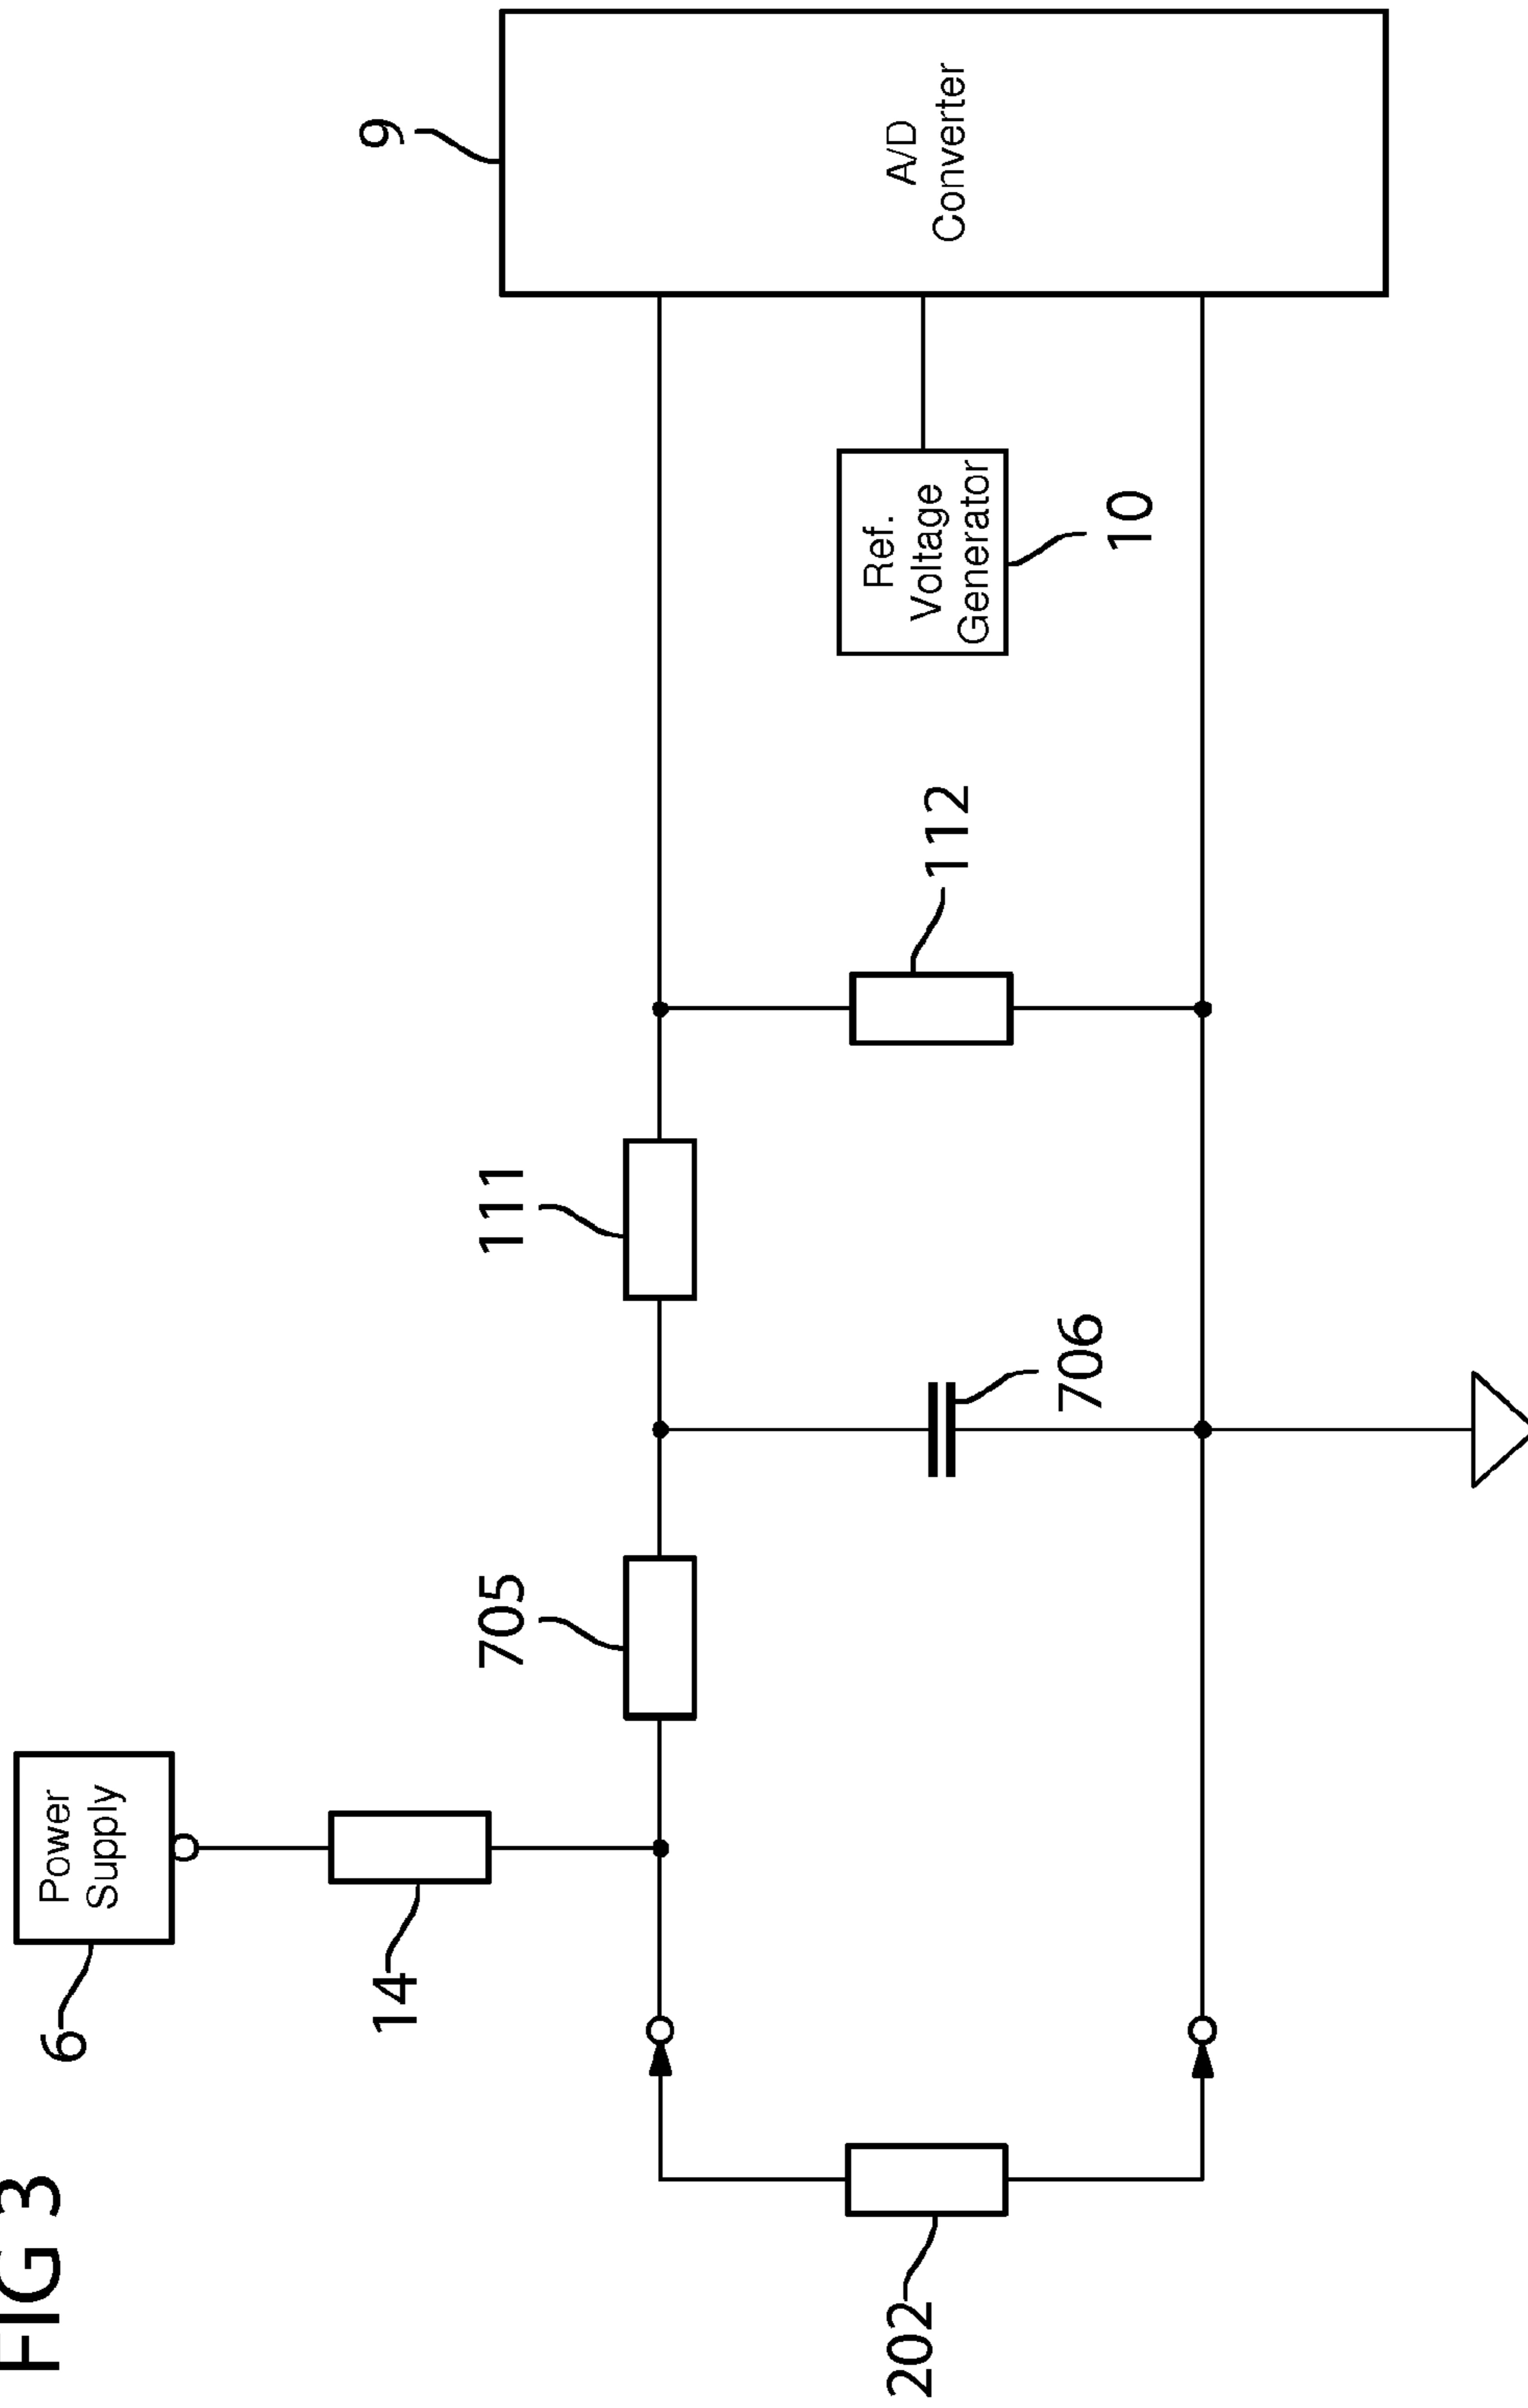 FIG 3
6
Power
Supply
14
705
111
9
202
706
112
Ref.
Voltage
Generator
10
A/D
Converter